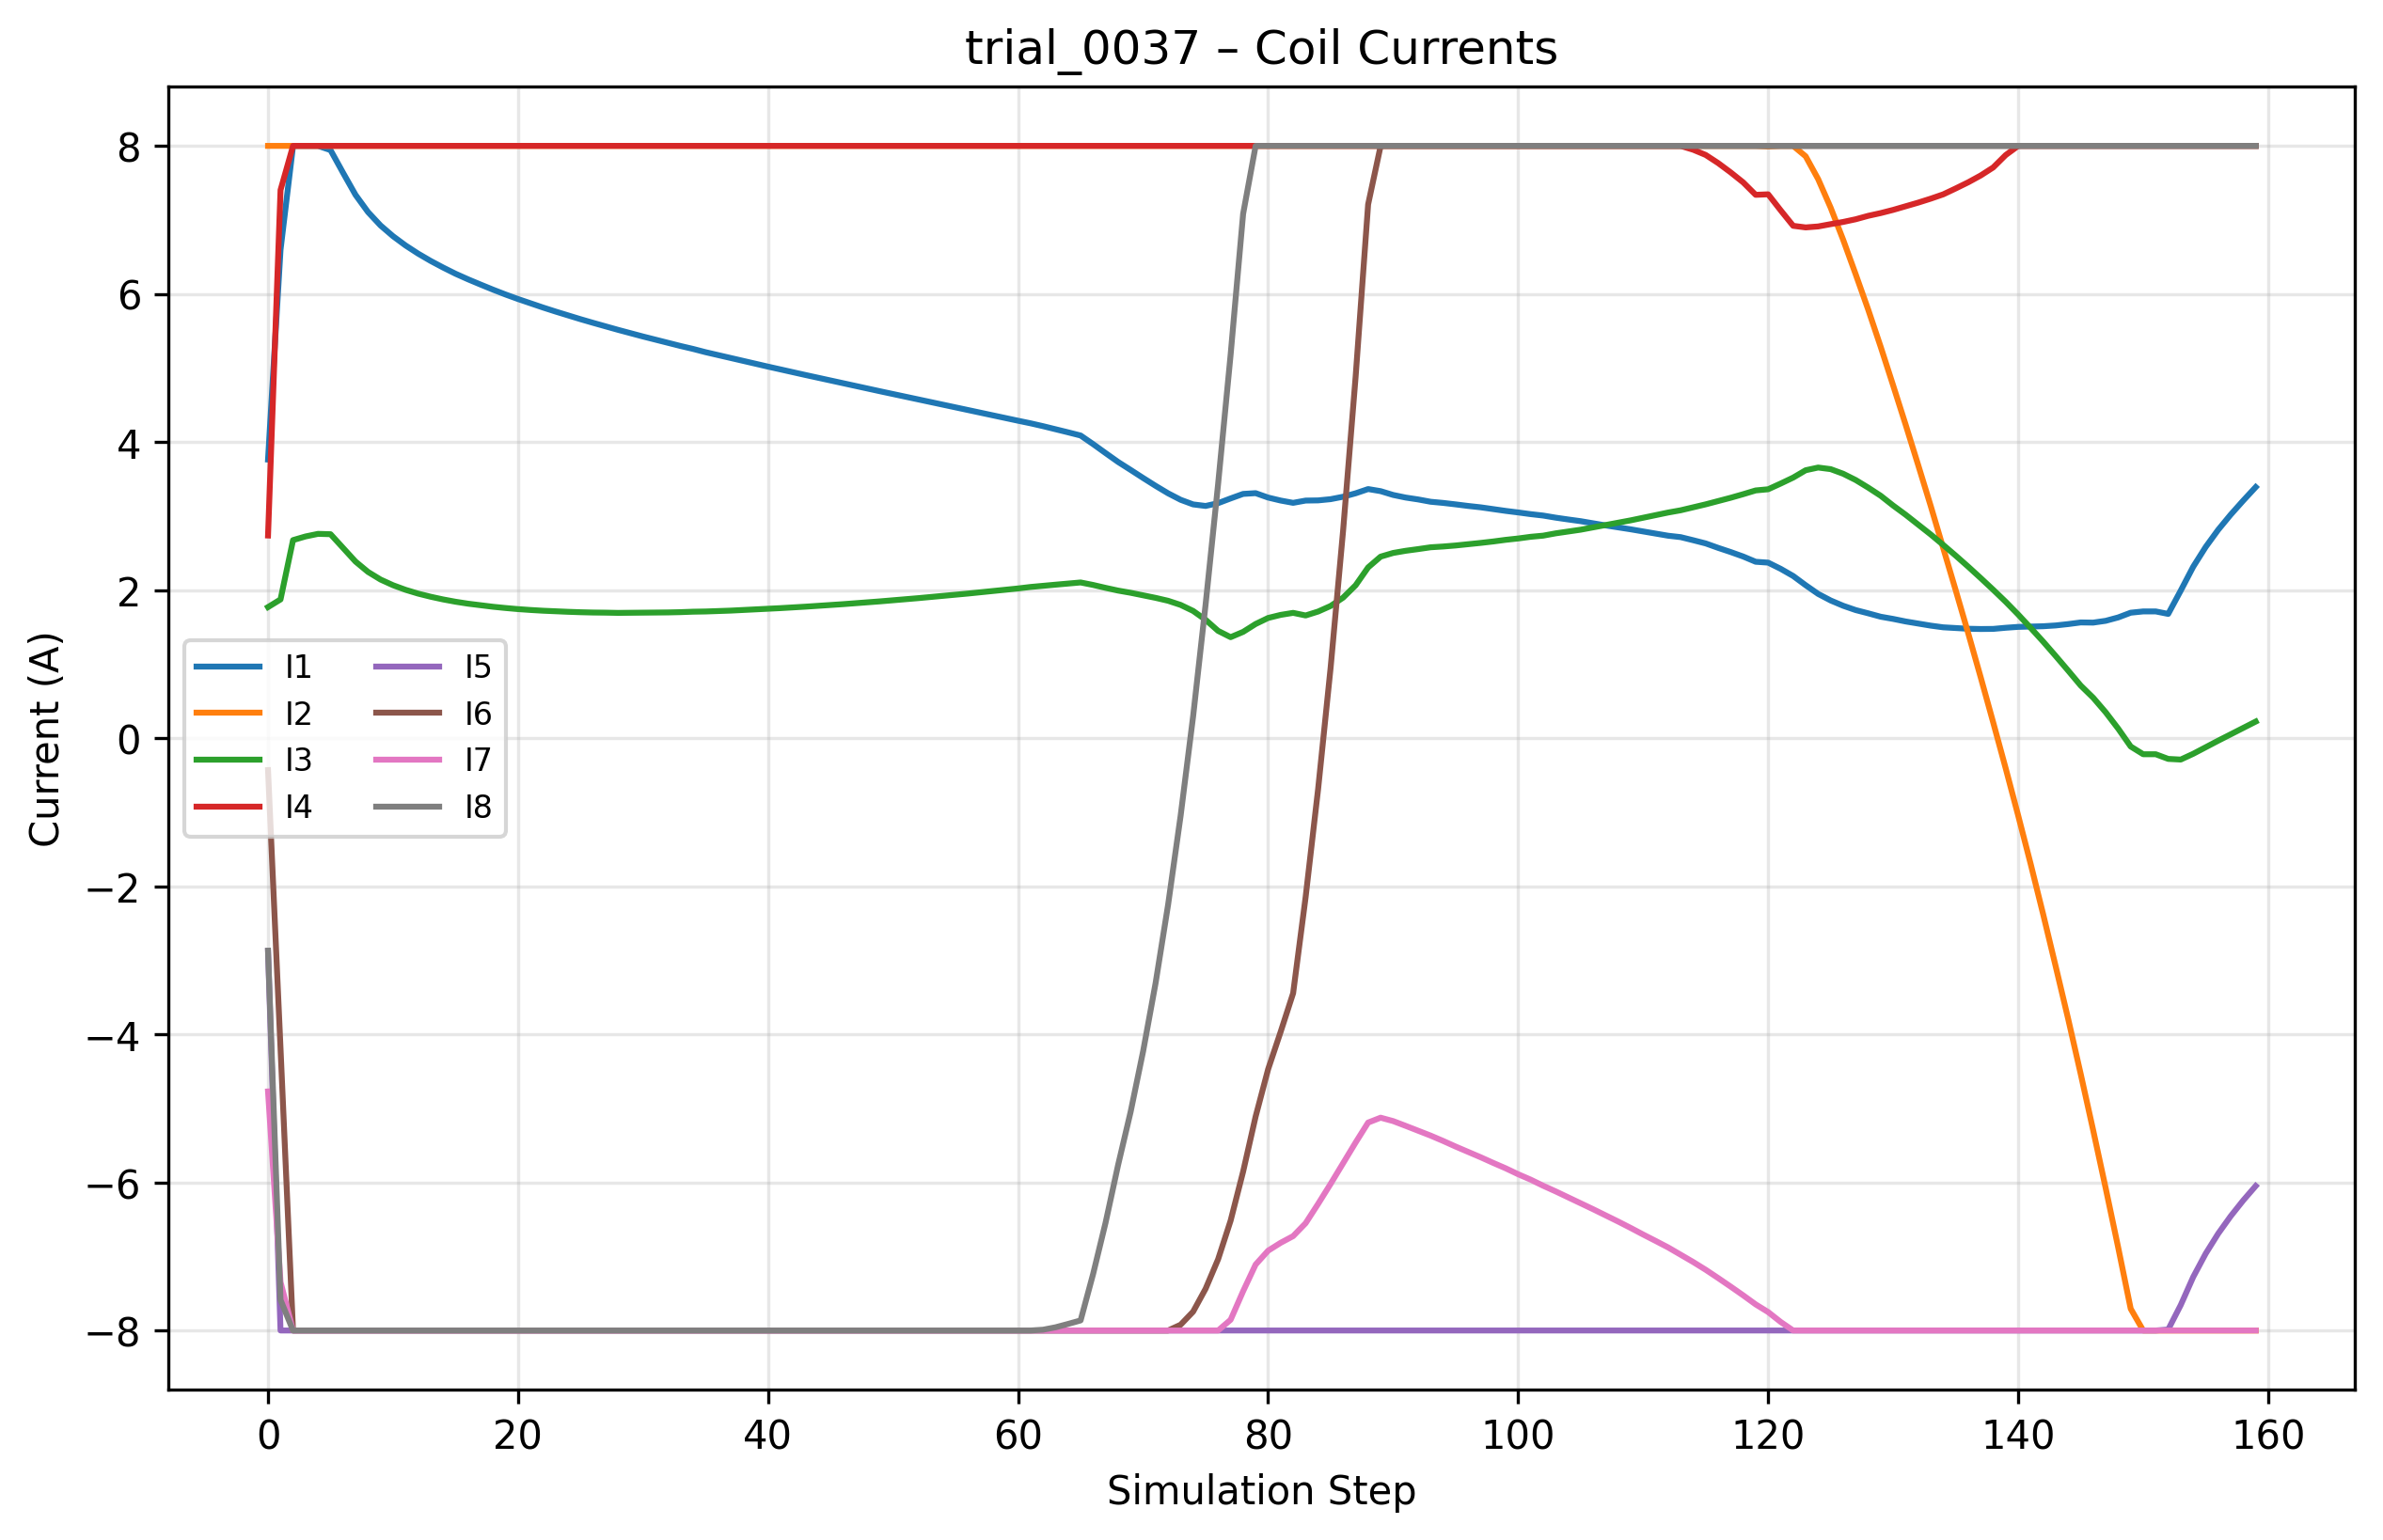 trial_0037 – Coil Currents
Current (A)
8
6
4
2
0
−2
−4
−6
−8
I1
I2
I3
I4
I5
I6
I7
I8
0 20 40 60 80 100 120 140 160
Simulation Step